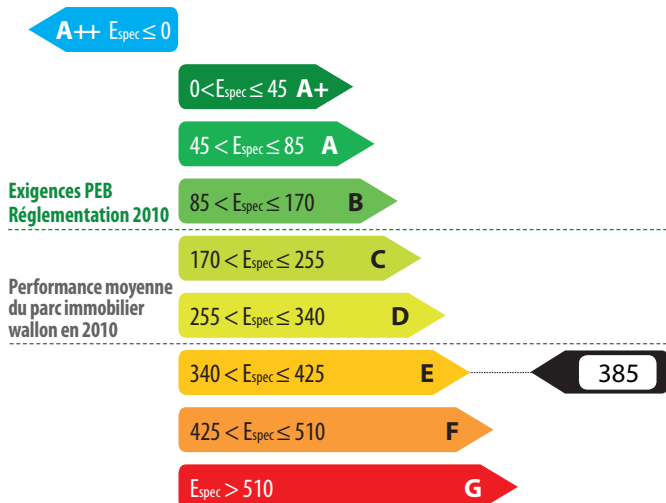 A++ Espec ≤ 0
0<Espec ≤ 45 A+
45 < Espec ≤ 85 A
Exigences PEB
Réglementation 2010
85 < Espec ≤ 170 B
170 < Espec ≤ 255 C
Performance moyenne
du parc immobilier
wallon en 2010
255 < Espec ≤ 340 D
340 < Espec ≤ 425 E 385
425 < Espec ≤ 510 F
Espec > 510 G